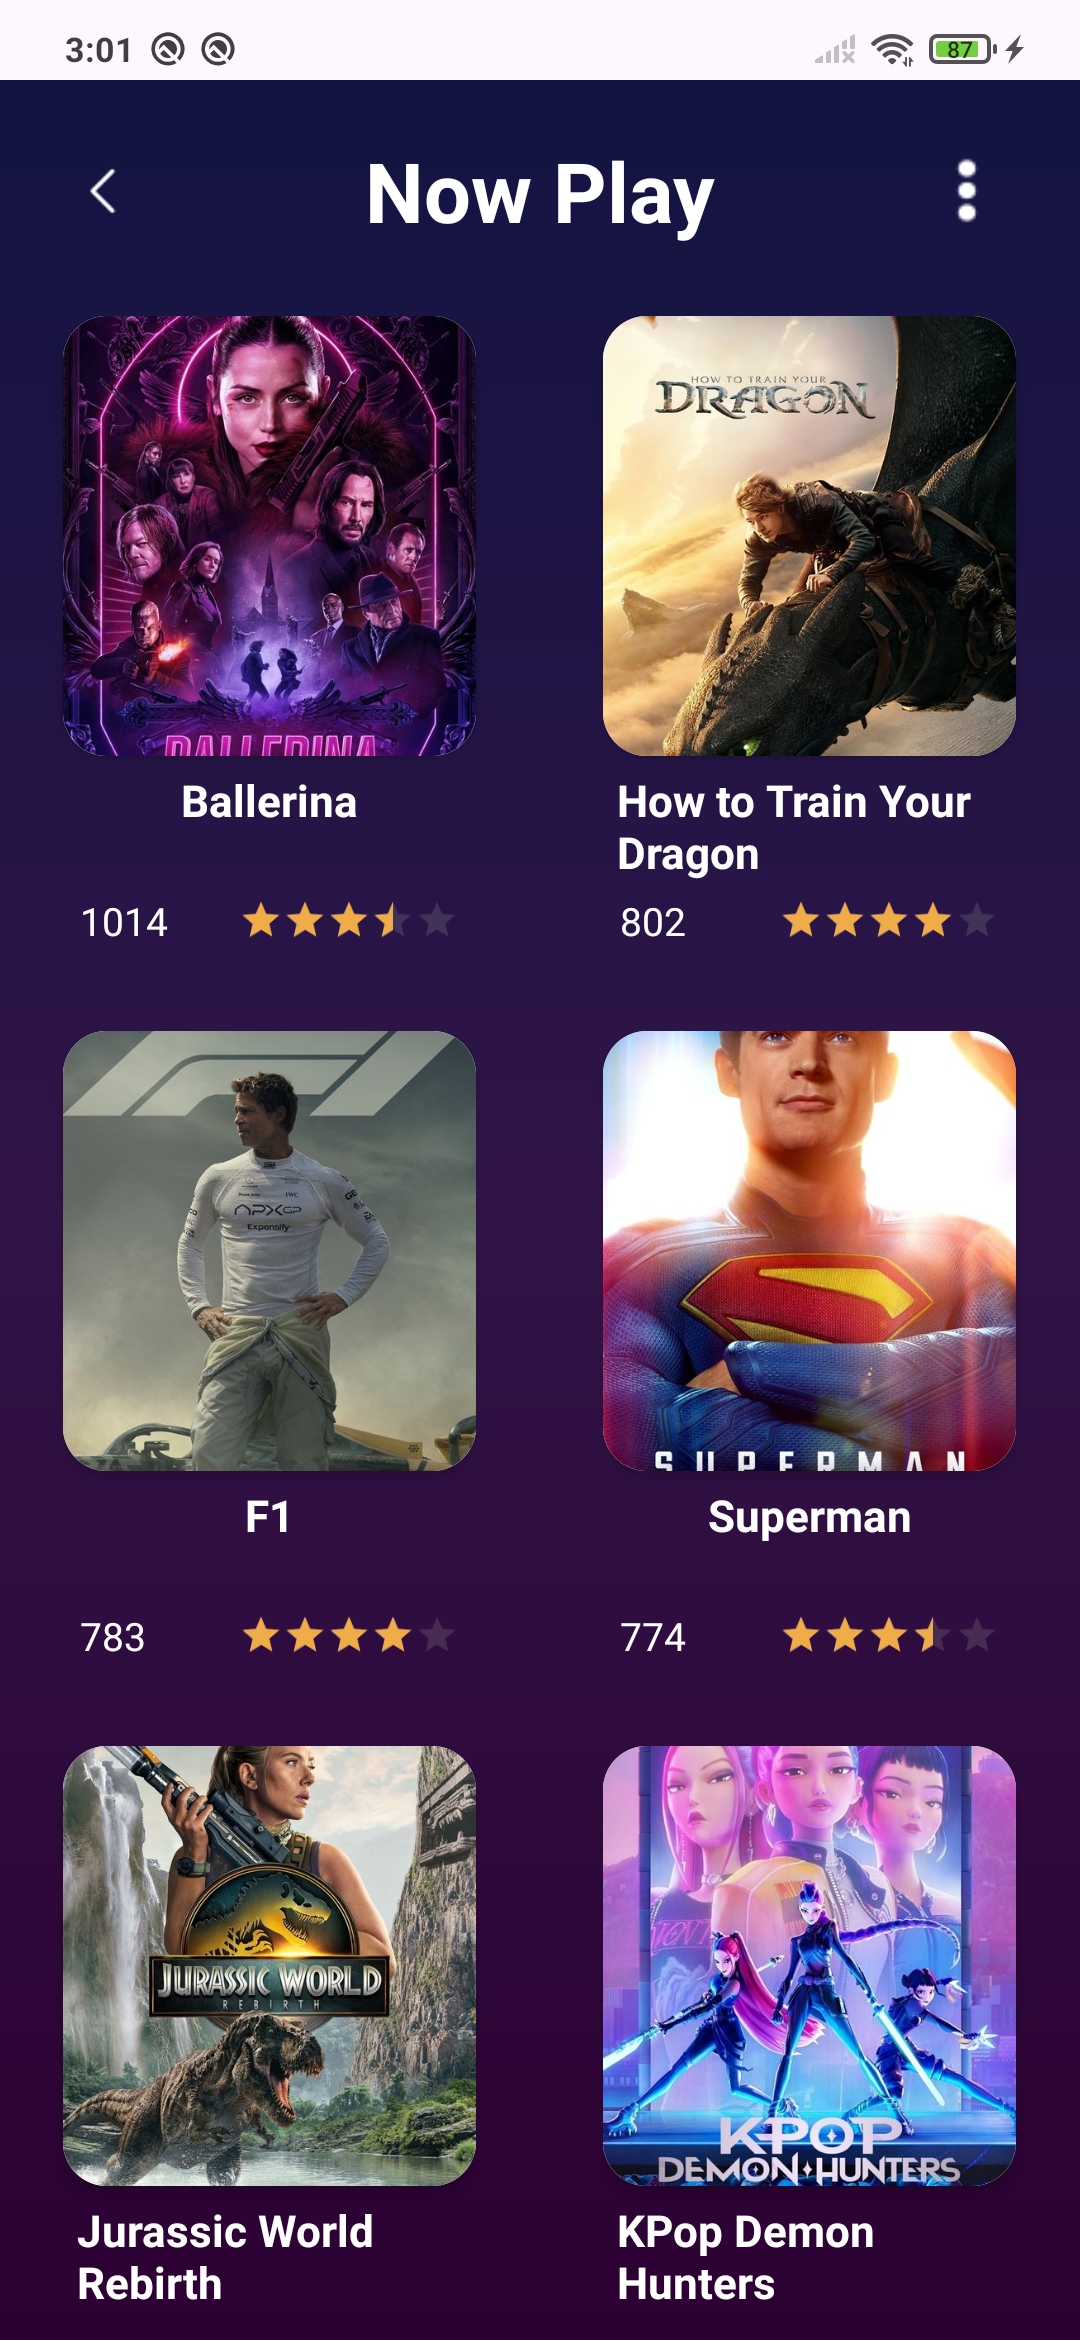 3:01
87
Now Play
HOW TO TRAIN YOUR
DRAGON
BALLERINA
Ballerina
How to Train Your
Dragon
1014
802
F1
IWC
APXGP
Expensify
SUPERMAN
F1
Superman
783
774
JURASSIC WORLD
REBIRTH
KPOP
DEMON HUNTERS
Jurassic World
Rebirth
KPop Demon
Hunters